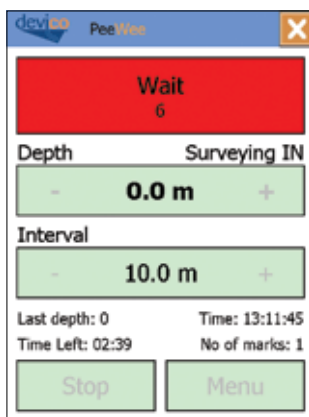 devico PeeWee
Wait
6
Depth Surveying IN
- 0.0 m +
Interval
- 10.0 m +
Last depth: 0 Time: 13:11:45
Time Left: 02:39 No of marks: 1
Stop Menu